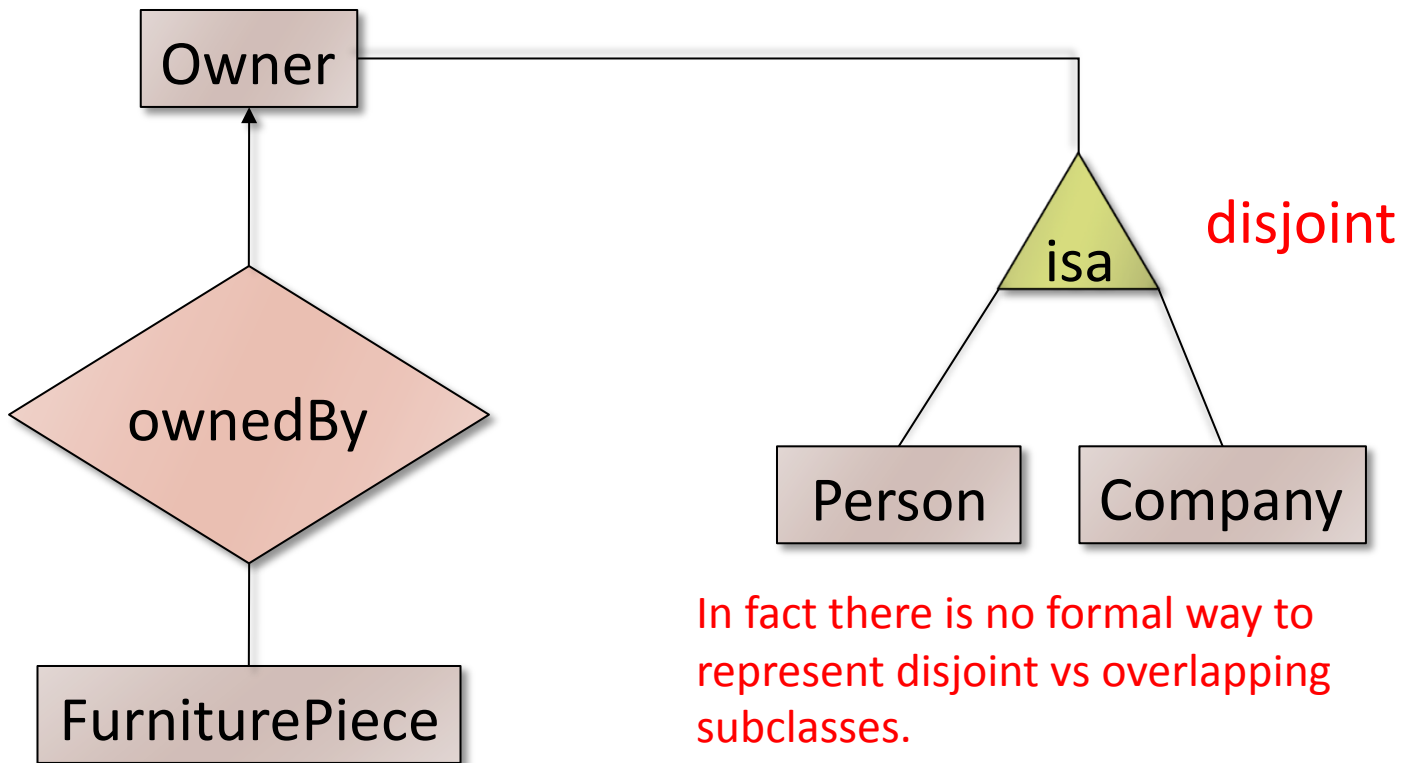 Owner
disjoint
isa
ownedBy
Person
Company
In fact there is no formal way to
represent disjoint vs overlapping
subclasses.
FurniturePiece